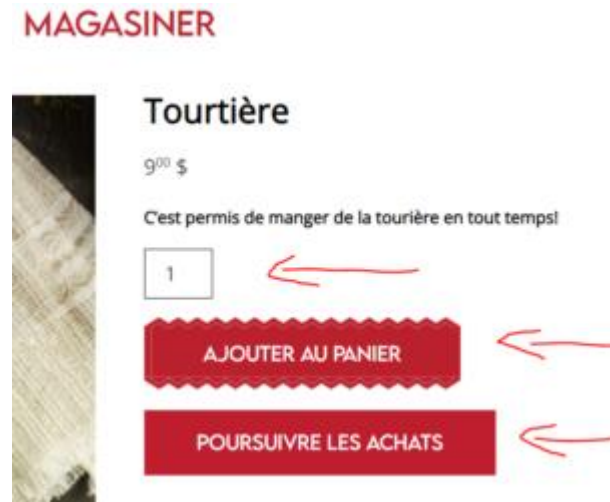 MAGASINER
Tourtière
9⁰⁰ $
C'est permis de manger de la tourière en tout temps!
1
AJOUTER AU PANIER
POURSUIVRE LES ACHATS